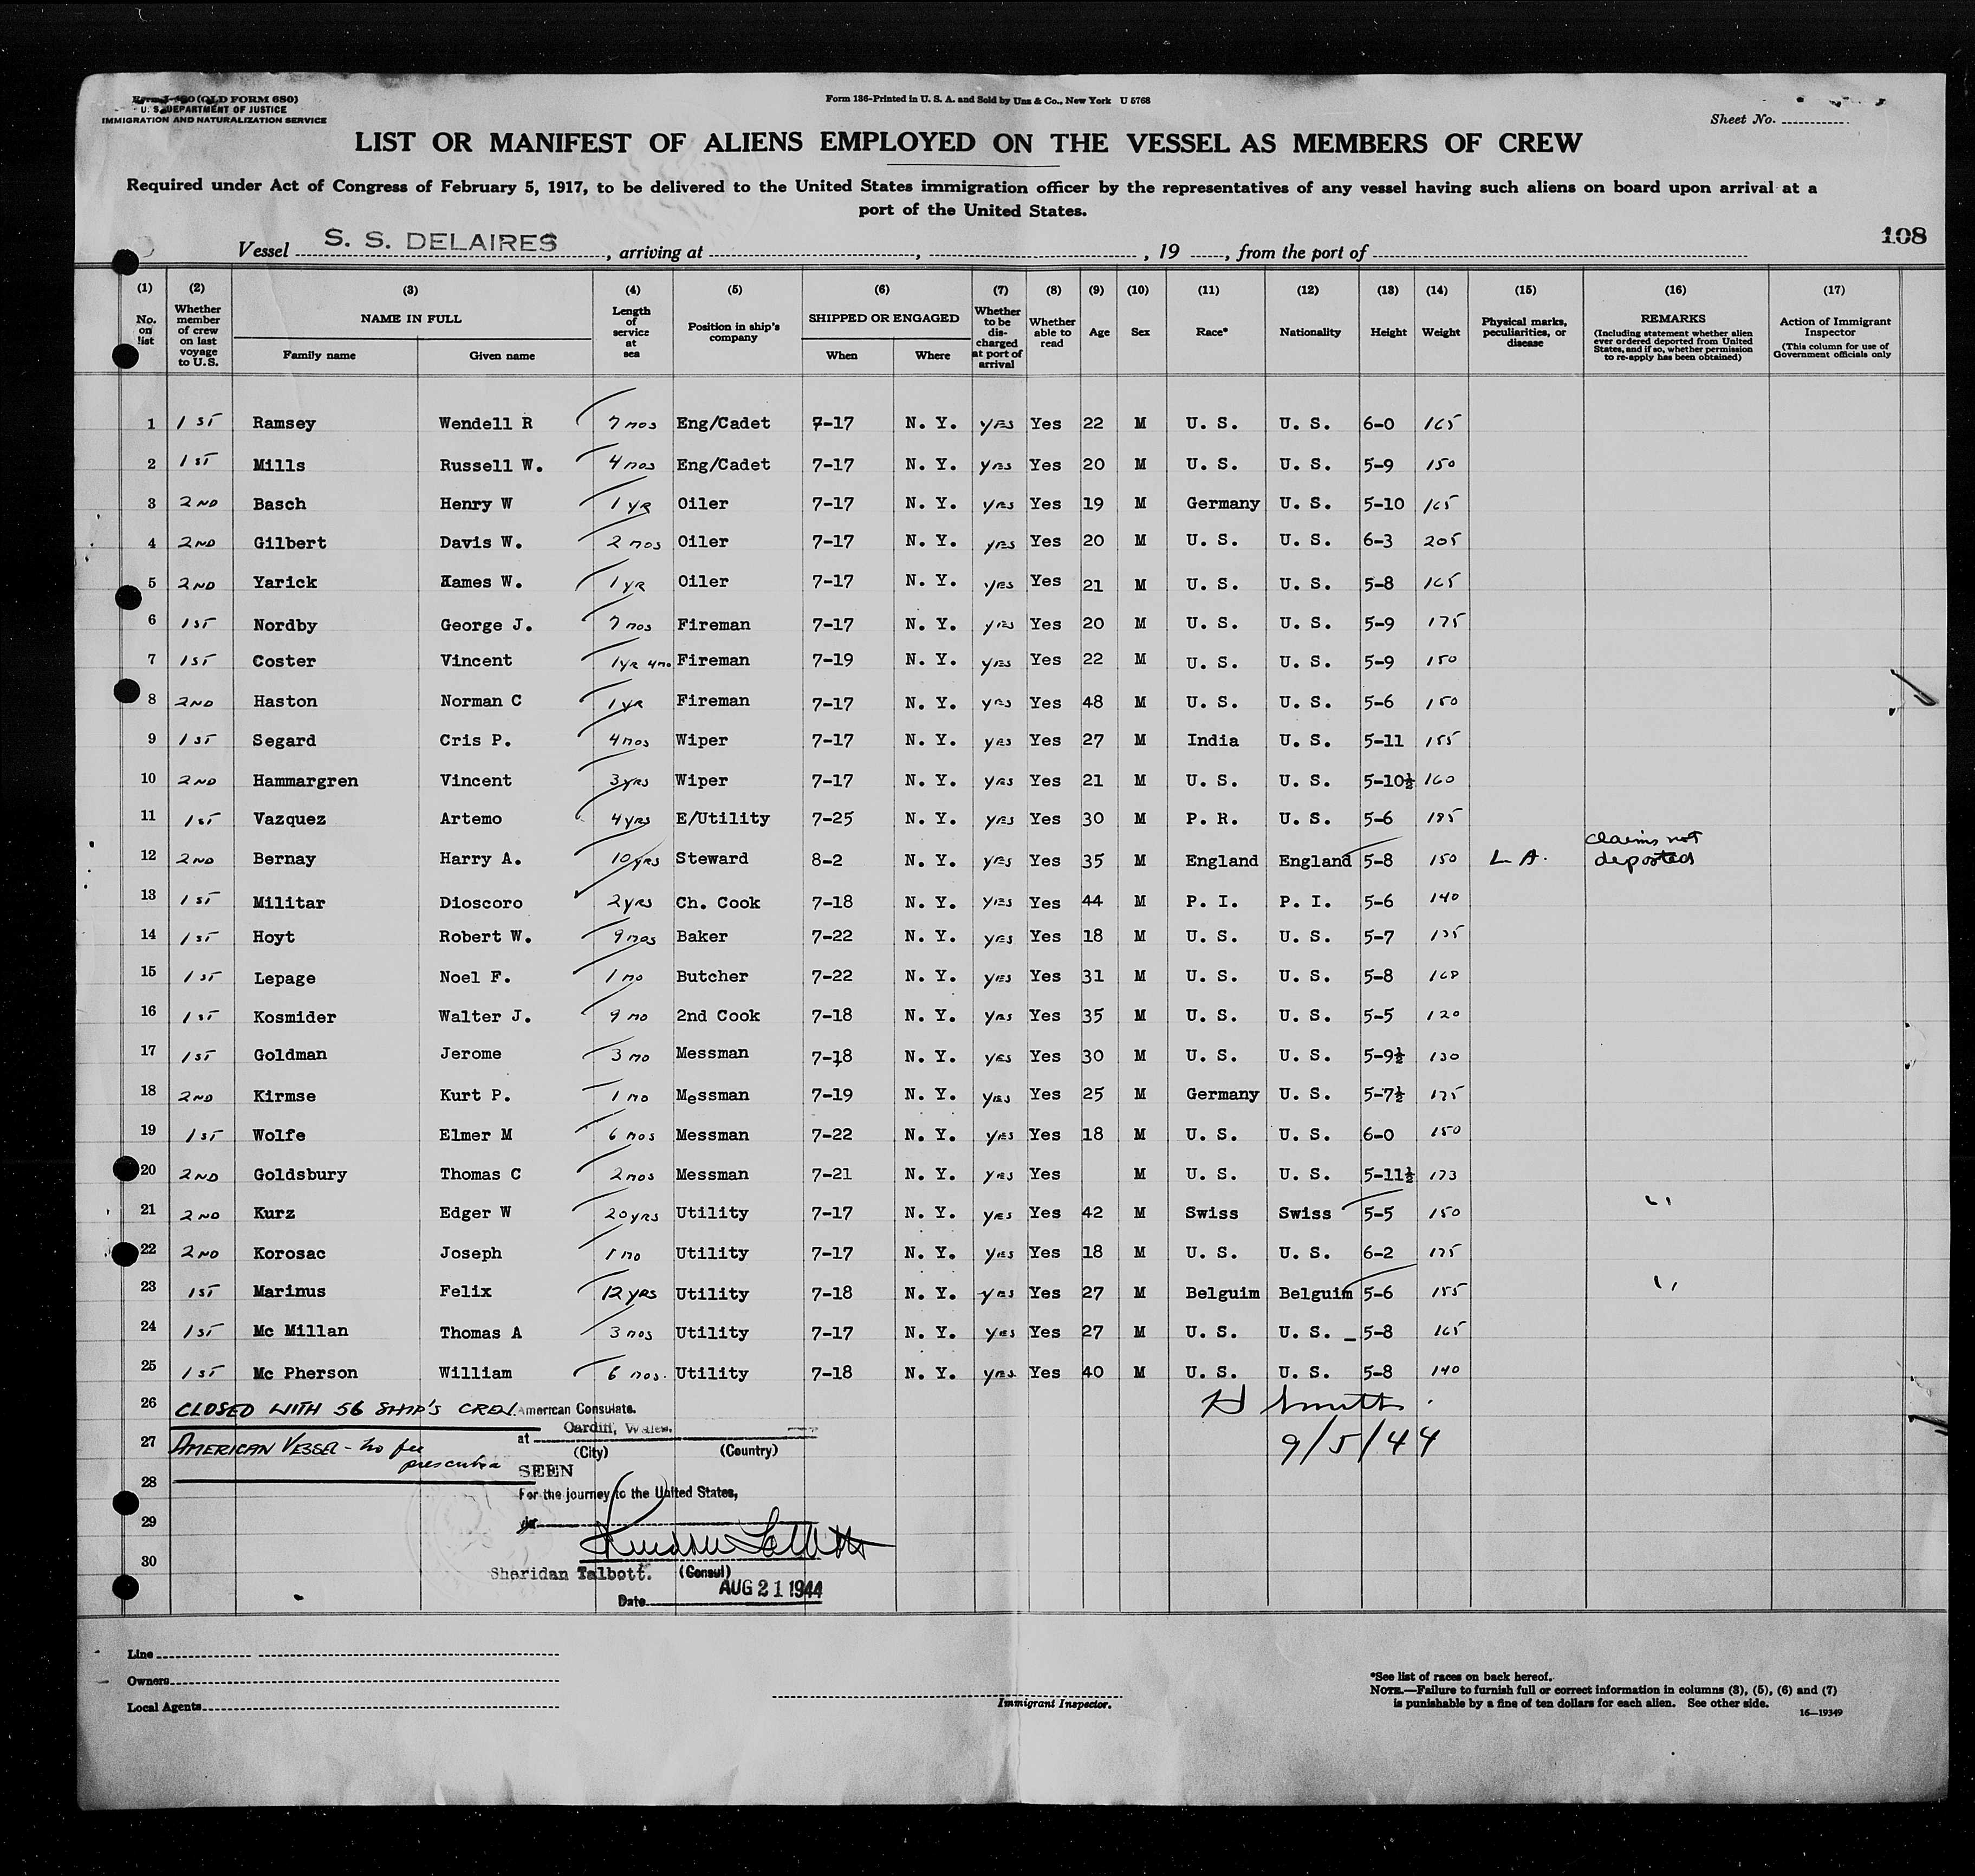 Form I-480 (OLD FORM 680)
U. S. DEPARTMENT OF JUSTICE
IMMIGRATION AND NATURALIZATION SERVICE
Form 136-Printed in U. S. A. and Sold by Unz & Co., New York U 5768
Sheet No.
LIST OR MANIFEST OF ALIENS EMPLOYED ON THE VESSEL AS MEMBERS OF CREW
Required under Act of Congress of February 5, 1917, to be delivered to the United States immigration officer by the representatives of any vessel having such aliens on board upon arrival at a
port of the United States.
108
Vessel S. S. DELAIRES, arriving at , , 19 , from the port of
(1) (2) (3) (4) (5) (6) (7) (8) (9) (10) (11) (12) (13) (14) (15) (16) (17)
No. on list Whether member of crew on last voyage to U.S. NAME IN FULL Family name Given name Length of service at sea Position in ship's company SHIPPED OR ENGAGED When Where Whether to be discharged at port of arrival Whether able to read Age Sex Race* Nationality Height Weight Physical marks, peculiarities, or disease REMARKS (Including statement whether alien ever ordered deported from United States, and if so, whether permission to re-apply has been obtained) Action of Immigrant Inspector (This column for use of Government officials only
1 1st Ramsey Wendell R 7 mos Eng/Cadet 7-17 N. Y. yes Yes 22 M U. S. U. S. 6-0 165
2 1st Mills Russell W. 4 mos Eng/Cadet 7-17 N. Y. yes Yes 20 M U. S. U. S. 5-9 150
3 2ND Basch Henry W 1 yr Oiler 7-17 N. Y. yes Yes 19 M Germany U. S. 5-10 165
4 2ND Gilbert Davis W. 2 mos Oiler 7-17 N. Y. yes Yes 20 M U. S. U. S. 6-3 205
5 2ND Yarick Kames W. 1 yr Oiler 7-17 N. Y. yes Yes 21 M U. S. U. S. 5-8 165
6 1st Nordby George J. 7 mos Fireman 7-17 N. Y. yes Yes 20 M U. S. U. S. 5-9 175
7 1st Coster Vincent 1yr 4mo Fireman 7-19 N. Y. yes Yes 22 M U. S. U. S. 5-9 150
8 2ND Haston Norman C 1yr Fireman 7-17 N. Y. yes Yes 48 M U. S. U. S. 5-6 150
9 1st Segard Cris P. 4mos Wiper 7-17 N. Y. yes Yes 27 M India U. S. 5-11 155
10 2ND Hammargren Vincent 3yrs Wiper 7-17 N. Y. yes Yes 21 M U. S. U. S. 5-10½ 160
11 1st Vazquez Artemo 4yrs E/Utility 7-25 N. Y. yes Yes 30 M P. R. U. S. 5-6 185
12 2ND Bernay Harry A. 10yrs Steward 8-2 N. Y. yes Yes 35 M England England 5-8 150 L. A. claims not deported
13 1st Militar Dioscoro 2yrs Ch. Cook 7-18 N. Y. yes Yes 44 M P. I. P. I. 5-6 140
14 1st Hoyt Robert W. 9mos Baker 7-22 N. Y. yes Yes 18 M U. S. U. S. 5-7 135
15 1st Lepage Noel F. 1 mo Butcher 7-22 N. Y. yes Yes 31 M U. S. U. S. 5-8 168
16 1st Kosmider Walter J. 9 mo 2nd Cook 7-18 N. Y. yes Yes 35 M U. S. U. S. 5-5 120
17 1st Goldman Jerome 3 mo Messman 7-18 N. Y. yes Yes 30 M U. S. U. S. 5-9½ 130
18 2ND Kirmse Kurt P. 1 mo Messman 7-19 N. Y. yes Yes 25 M Germany U. S. 5-7½ 175
19 1st Wolfe Elmer M 6 mos Messman 7-22 N. Y. yes Yes 18 M U. S. U. S. 6-0 150
20 2ND Goldsbury Thomas C 2mos Messman 7-21 N. Y. yes Yes M U. S. U. S. 5-11½ 173
21 2ND Kurz Edger W 20yrs Utility 7-17 N. Y. yes Yes 42 M Swiss Swiss 5-5 150 "
22 2ND Korosac Joseph 1 mo Utility 7-17 N. Y. yes Yes 18 M U. S. U. S. 6-2 175
23 1st Marinus Felix 12 yrs Utility 7-18 N. Y. yes Yes 27 M Belguim Belguim 5-6 155 "
24 1st Mc Millan Thomas A 3 mos Utility 7-17 N. Y. yes Yes 27 M U. S. U. S. 5-8 165
25 1st Mc Pherson William 6 mos. Utility 7-18 N. Y. yes Yes 40 M U. S. U. S. 5-8 140
26 CLOSED WITH 56 SHIP'S CREW. American Consulate. H Smith
at Cardiff, Wales.
27 AMERICAN VESSEL - no fee (City) (Country) 9/5/44
prescribed
SEEN
28
For the journey to the United States,
29
30
Sheridan Talbott. (Consul)
Date AUG 21 1944
Line
Owners
Local Agents
Immigrant Inspector.
*See list of races on back hereof.
NOTE.—Failure to furnish full or correct information in columns (3), (5), (6) and (7)
is punishable by a fine of ten dollars for each alien. See other side.
16—19349